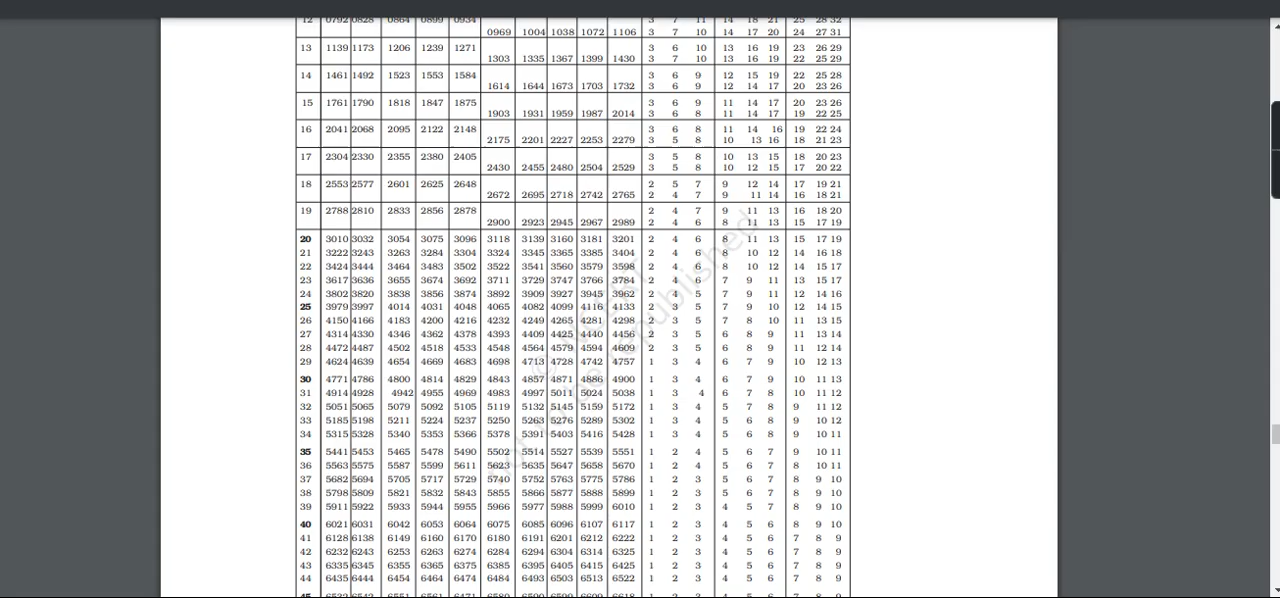 12 0792 0828 0864 0899 0934 3 7 11 14 18 21 25 28 32
0969 1004 1038 1072 1106 3 7 10 14 17 20 24 27 31
13 1139 1173 1206 1239 1271 3 6 10 13 16 19 23 26 29
1303 1335 1367 1399 1430 3 7 10 13 16 19 22 25 29
14 1461 1492 1523 1553 1584 3 6 9 12 15 19 22 25 28
1614 1644 1673 1703 1732 3 6 9 12 14 17 20 23 26
15 1761 1790 1818 1847 1875 3 6 9 11 14 17 20 23 26
1903 1931 1959 1987 2014 3 6 8 11 14 17 19 22 25
16 2041 2068 2095 2122 2148 3 6 8 11 14 16 19 22 24
2175 2201 2227 2253 2279 3 5 8 10 13 16 18 21 23
17 2304 2330 2355 2380 2405 3 5 8 10 13 15 18 20 23
2430 2455 2480 2504 2529 3 5 8 10 12 15 17 20 22
18 2553 2577 2601 2625 2648 2 5 7 9 12 14 17 19 21
2672 2695 2718 2742 2765 2 4 7 9 11 14 16 18 21
19 2788 2810 2833 2856 2878 2 4 7 9 11 13 16 18 20
2900 2923 2945 2967 2989 2 4 6 8 11 13 15 17 19
20 3010 3032 3054 3075 3096 3118 3139 3160 3181 3201 2 4 6 8 11 13 15 17 19
21 3222 3243 3263 3284 3304 3324 3345 3365 3385 3404 2 4 6 8 10 12 14 16 18
22 3424 3444 3464 3483 3502 3522 3541 3560 3579 3598 2 4 6 8 10 12 14 15 17
23 3617 3636 3655 3674 3692 3711 3729 3747 3766 3784 2 4 6 7 9 11 13 15 17
24 3802 3820 3838 3856 3874 3892 3909 3927 3945 3962 2 4 5 7 9 11 12 14 16
25 3979 3997 4014 4031 4048 4065 4082 4099 4116 4133 2 3 5 7 9 10 12 14 15
26 4150 4166 4183 4200 4216 4232 4249 4265 4281 4298 2 3 5 7 8 10 11 13 15
27 4314 4330 4346 4362 4378 4393 4409 4425 4440 4456 2 3 5 6 8 9 11 13 14
28 4472 4487 4502 4518 4533 4548 4564 4579 4594 4609 2 3 5 6 8 9 11 12 14
29 4624 4639 4654 4669 4683 4698 4713 4728 4742 4757 1 3 4 6 7 9 10 12 13
30 4771 4786 4800 4814 4829 4843 4857 4871 4886 4900 1 3 4 6 7 9 10 11 13
31 4914 4928 4942 4955 4969 4983 4997 5011 5024 5038 1 3 4 6 7 8 10 11 12
32 5051 5065 5079 5092 5105 5119 5132 5145 5159 5172 1 3 4 5 7 8 9 11 12
33 5185 5198 5211 5224 5237 5250 5263 5276 5289 5302 1 3 4 5 6 8 9 10 12
34 5315 5328 5340 5353 5366 5378 5391 5403 5416 5428 1 3 4 5 6 8 9 10 11
35 5441 5453 5465 5478 5490 5502 5514 5527 5539 5551 1 2 4 5 6 7 9 10 11
36 5563 5575 5587 5599 5611 5623 5635 5647 5658 5670 1 2 4 5 6 7 8 10 11
37 5682 5694 5705 5717 5729 5740 5752 5763 5775 5786 1 2 3 5 6 7 8 9 10
38 5798 5809 5821 5832 5843 5855 5866 5877 5888 5899 1 2 3 5 6 7 8 9 10
39 5911 5922 5933 5944 5955 5966 5977 5988 5999 6010 1 2 3 4 5 7 8 9 10
40 6021 6031 6042 6053 6064 6075 6085 6096 6107 6117 1 2 3 4 5 6 8 9 10
41 6128 6138 6149 6160 6170 6180 6191 6201 6212 6222 1 2 3 4 5 6 7 8 9
42 6232 6243 6253 6263 6274 6284 6294 6304 6314 6325 1 2 3 4 5 6 7 8 9
43 6335 6345 6355 6365 6375 6385 6395 6405 6415 6425 1 2 3 4 5 6 7 8 9
44 6435 6444 6454 6464 6474 6484 6493 6503 6513 6522 1 2 3 4 5 6 7 8 9
be republished